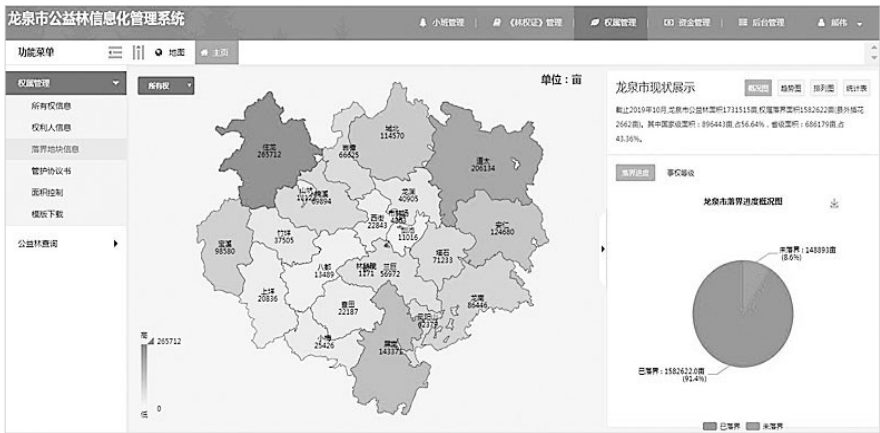 龙泉市公益林信息化管理系统
小班管理
《林权证》管理
权属管理
资金管理
后台管理
邮伟
功能菜单
地图
主页
权属管理
所有权信息
权利人信息
落界地块信息
管护协议书
面积控制
模版下载
公益林查询
所有权
单位：亩
住龙
265712
城北
114570
岩樟
66625
道太
206134
龙渊
40905
西街
22843
剑池
11016
安仁
124680
竹垟
37505
宝溪
98580
塔石
71233
八都
13489
兰巨
56972
1171
上垟
20836
查田
22187
龙南
86446
小梅
25426
屏南
143371
高
265712
低
0
龙泉市现状展示
概况图
趋势图
排列图
统计表
截止2019年10月,龙泉市公益林面积1731515亩,权属落界面积1582622亩(县外插花
2662亩)。其中国家级面积：896443亩,占56.64%，省级面积：686179亩,占
43.36%。
落界进度
事权等级
龙泉市落界进度概况图
未落界：148893亩
(8.6%)
已落界：1582622.0亩
(91.4%)
已落界
未落界